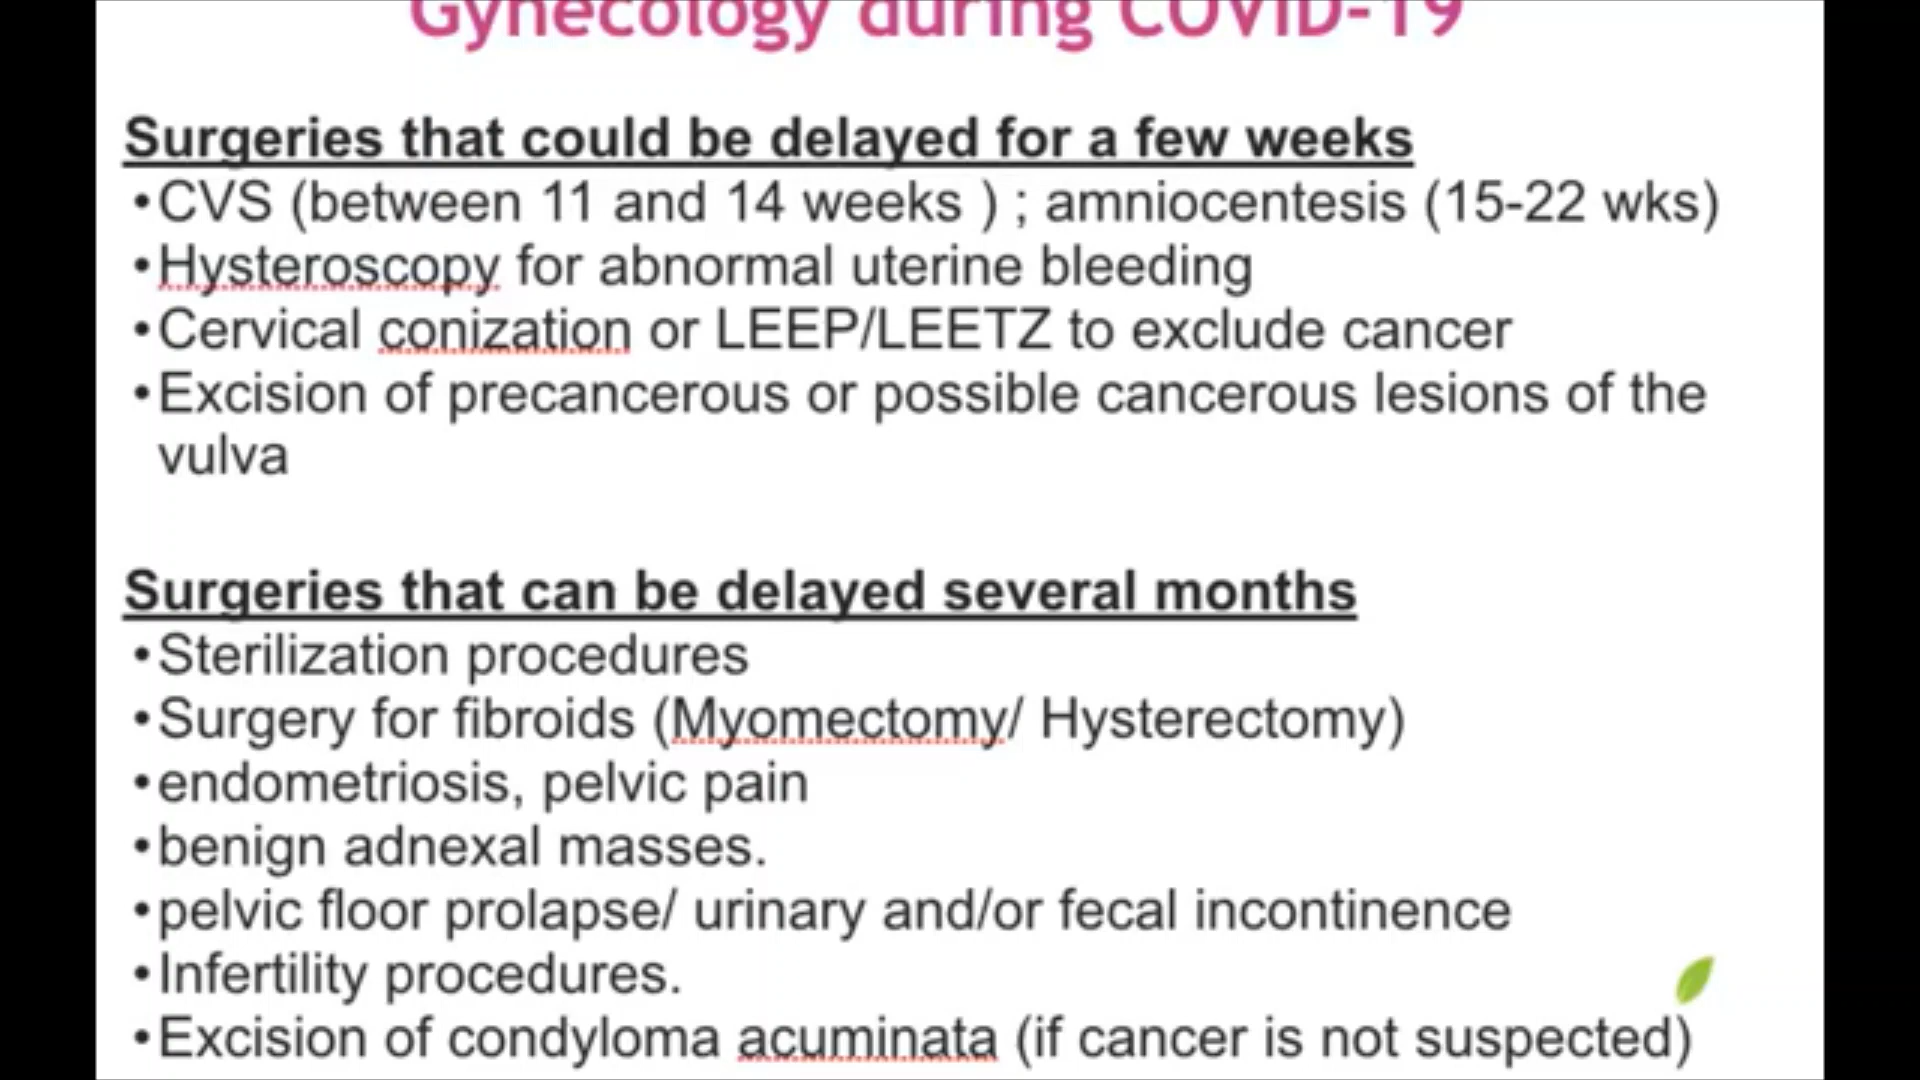 Gynecology during COVID-19
Surgeries that could be delayed for a few weeks
•CVS (between 11 and 14 weeks ) ; amniocentesis (15-22 wks)
•Hysteroscopy for abnormal uterine bleeding
•Cervical conization or LEEP/LEETZ to exclude cancer
•Excision of precancerous or possible cancerous lesions of the
vulva
Surgeries that can be delayed several months
•Sterilization procedures
•Surgery for fibroids (Myomectomy/ Hysterectomy)
•endometriosis, pelvic pain
•benign adnexal masses.
•pelvic floor prolapse/ urinary and/or fecal incontinence
•Infertility procedures.
•Excision of condyloma acuminata (if cancer is not suspected)